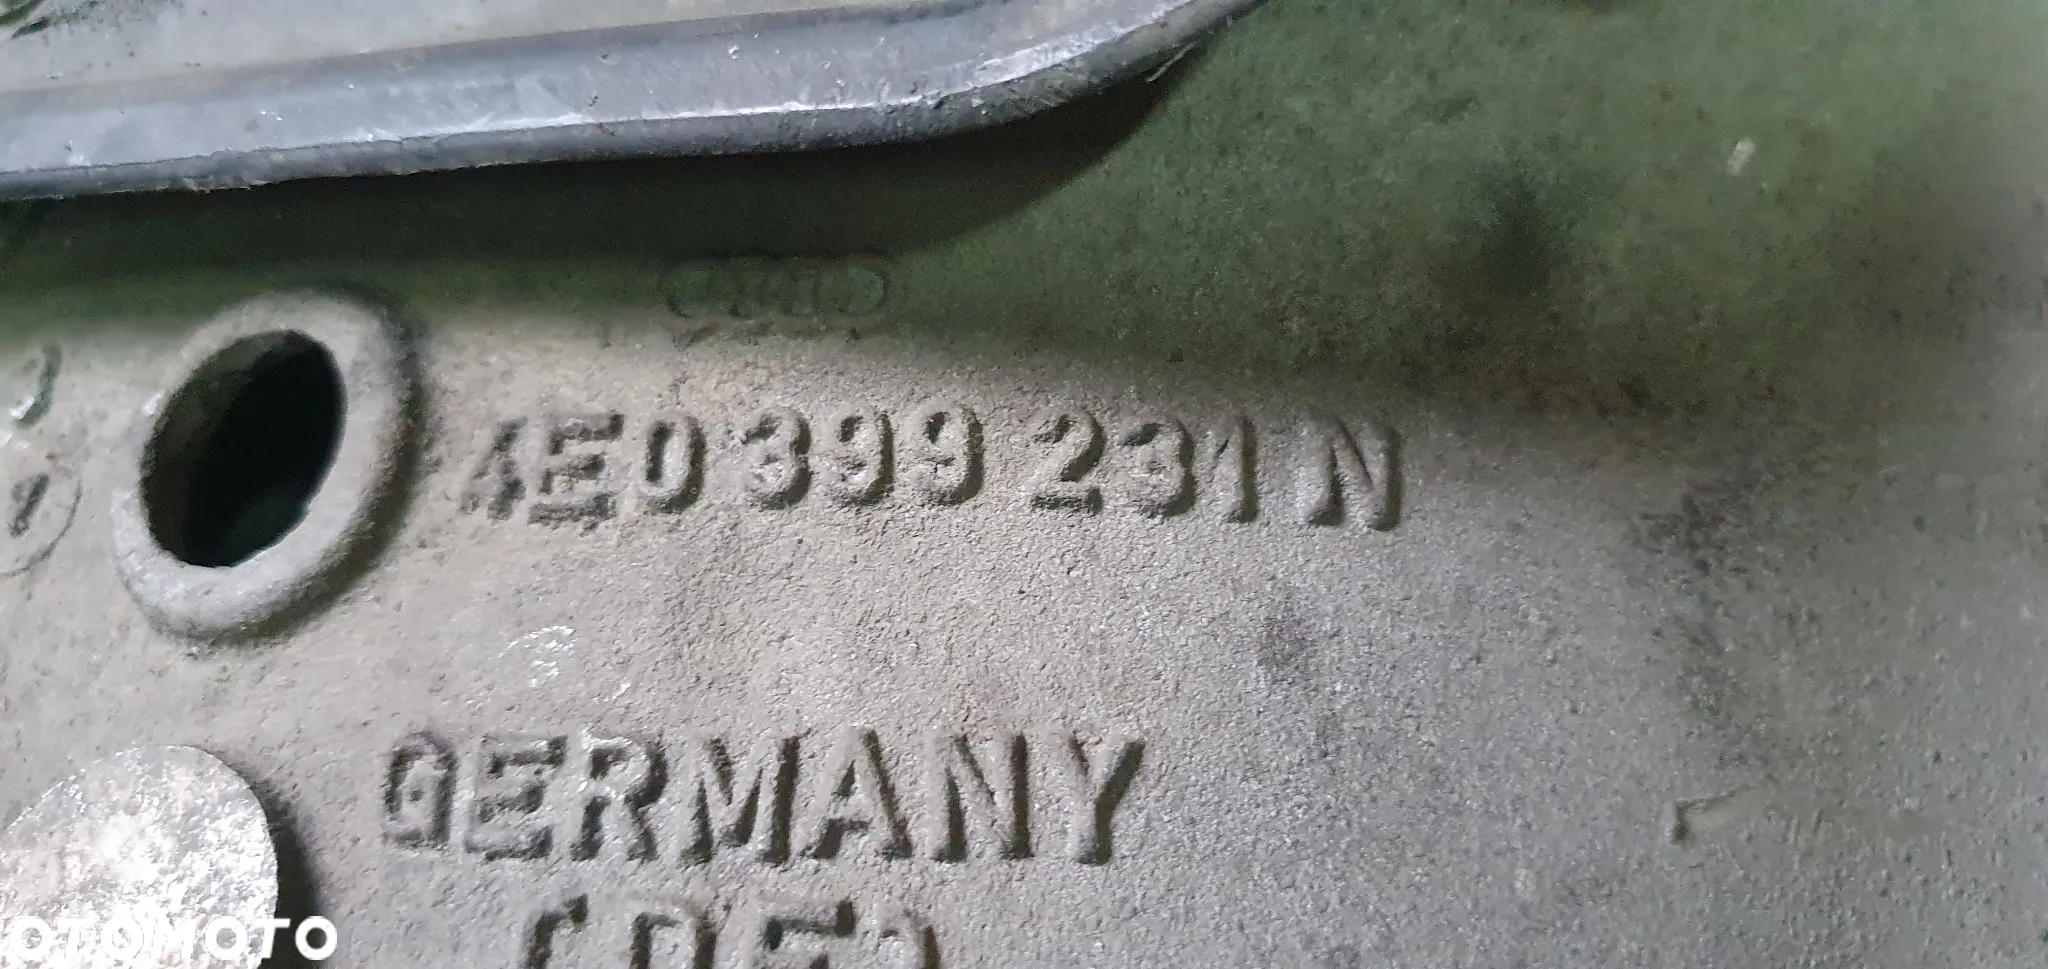 4E0 399 231 N
GERMANY
OTOMOTO